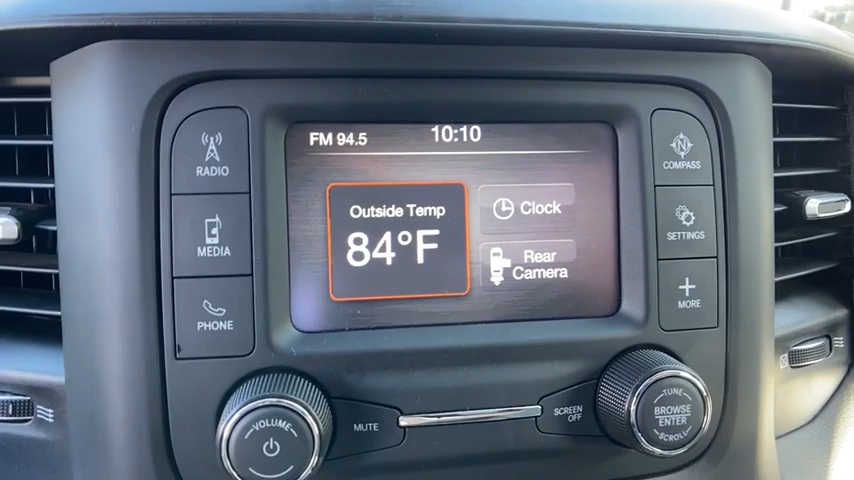 FM 94.5
10:10
RADIO
MEDIA
PHONE
Outside Temp
84°F
Clock
Rear
Camera
N
COMPASS
SETTINGS
MORE
VOLUME
MUTE
SCREEN
OFF
TUNE
BROWSE
ENTER
SCROLL